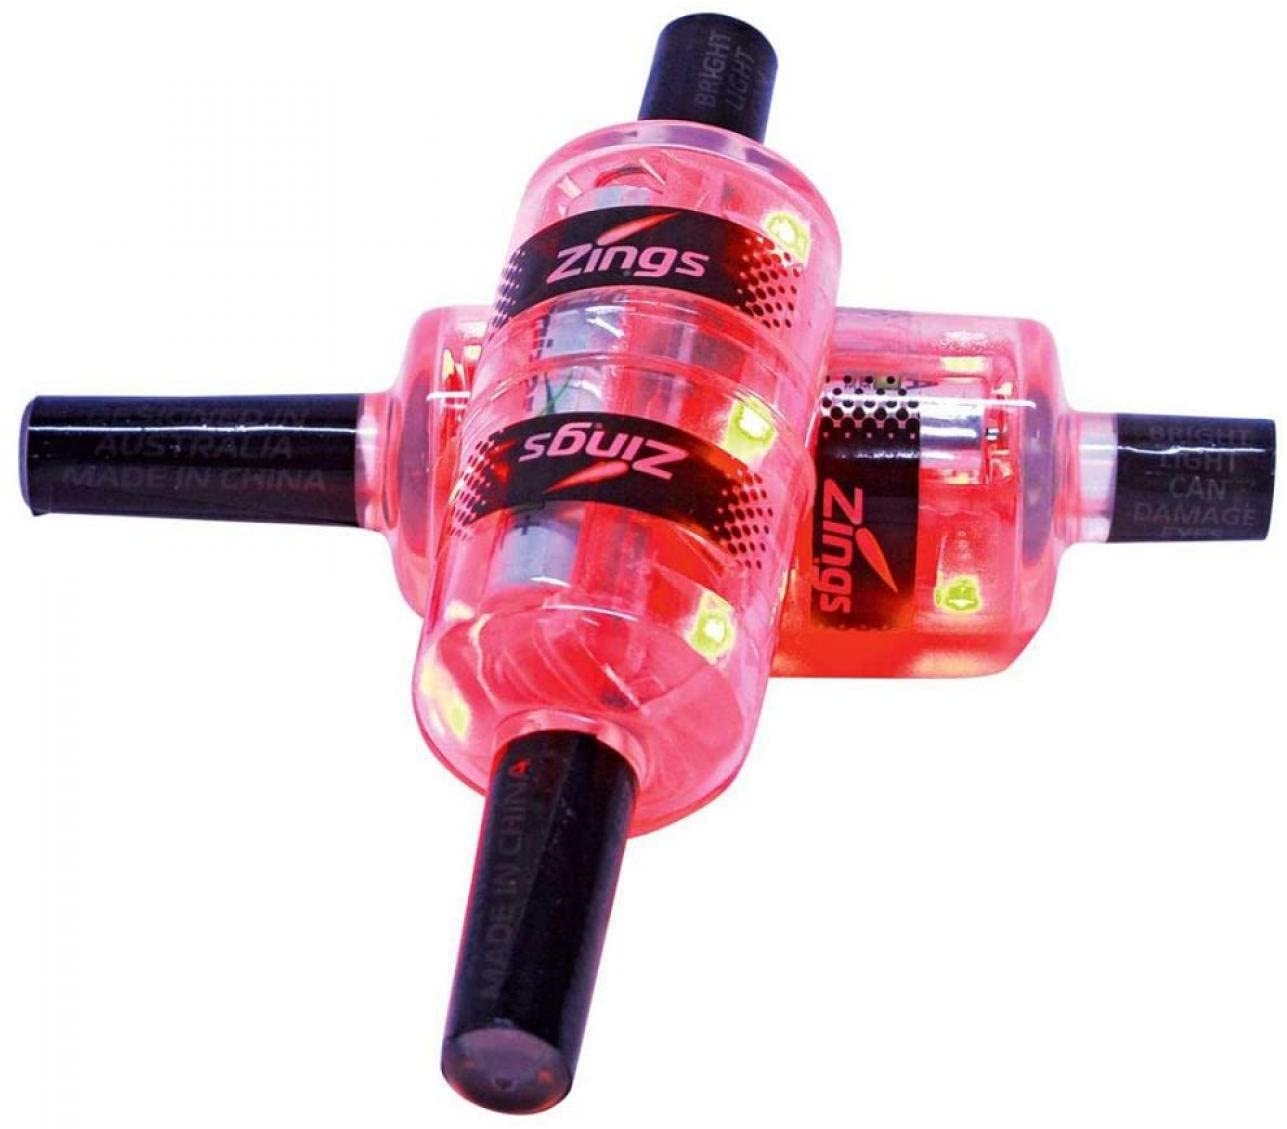 BRIGHT
LIGHT
Zings
Zings
Zings
DESIGNED IN
AUSTRALIA
MADE IN CHINA
BRIGHT
LIGHT
CAN
DAMAGE
EYES
MADE IN CHINA